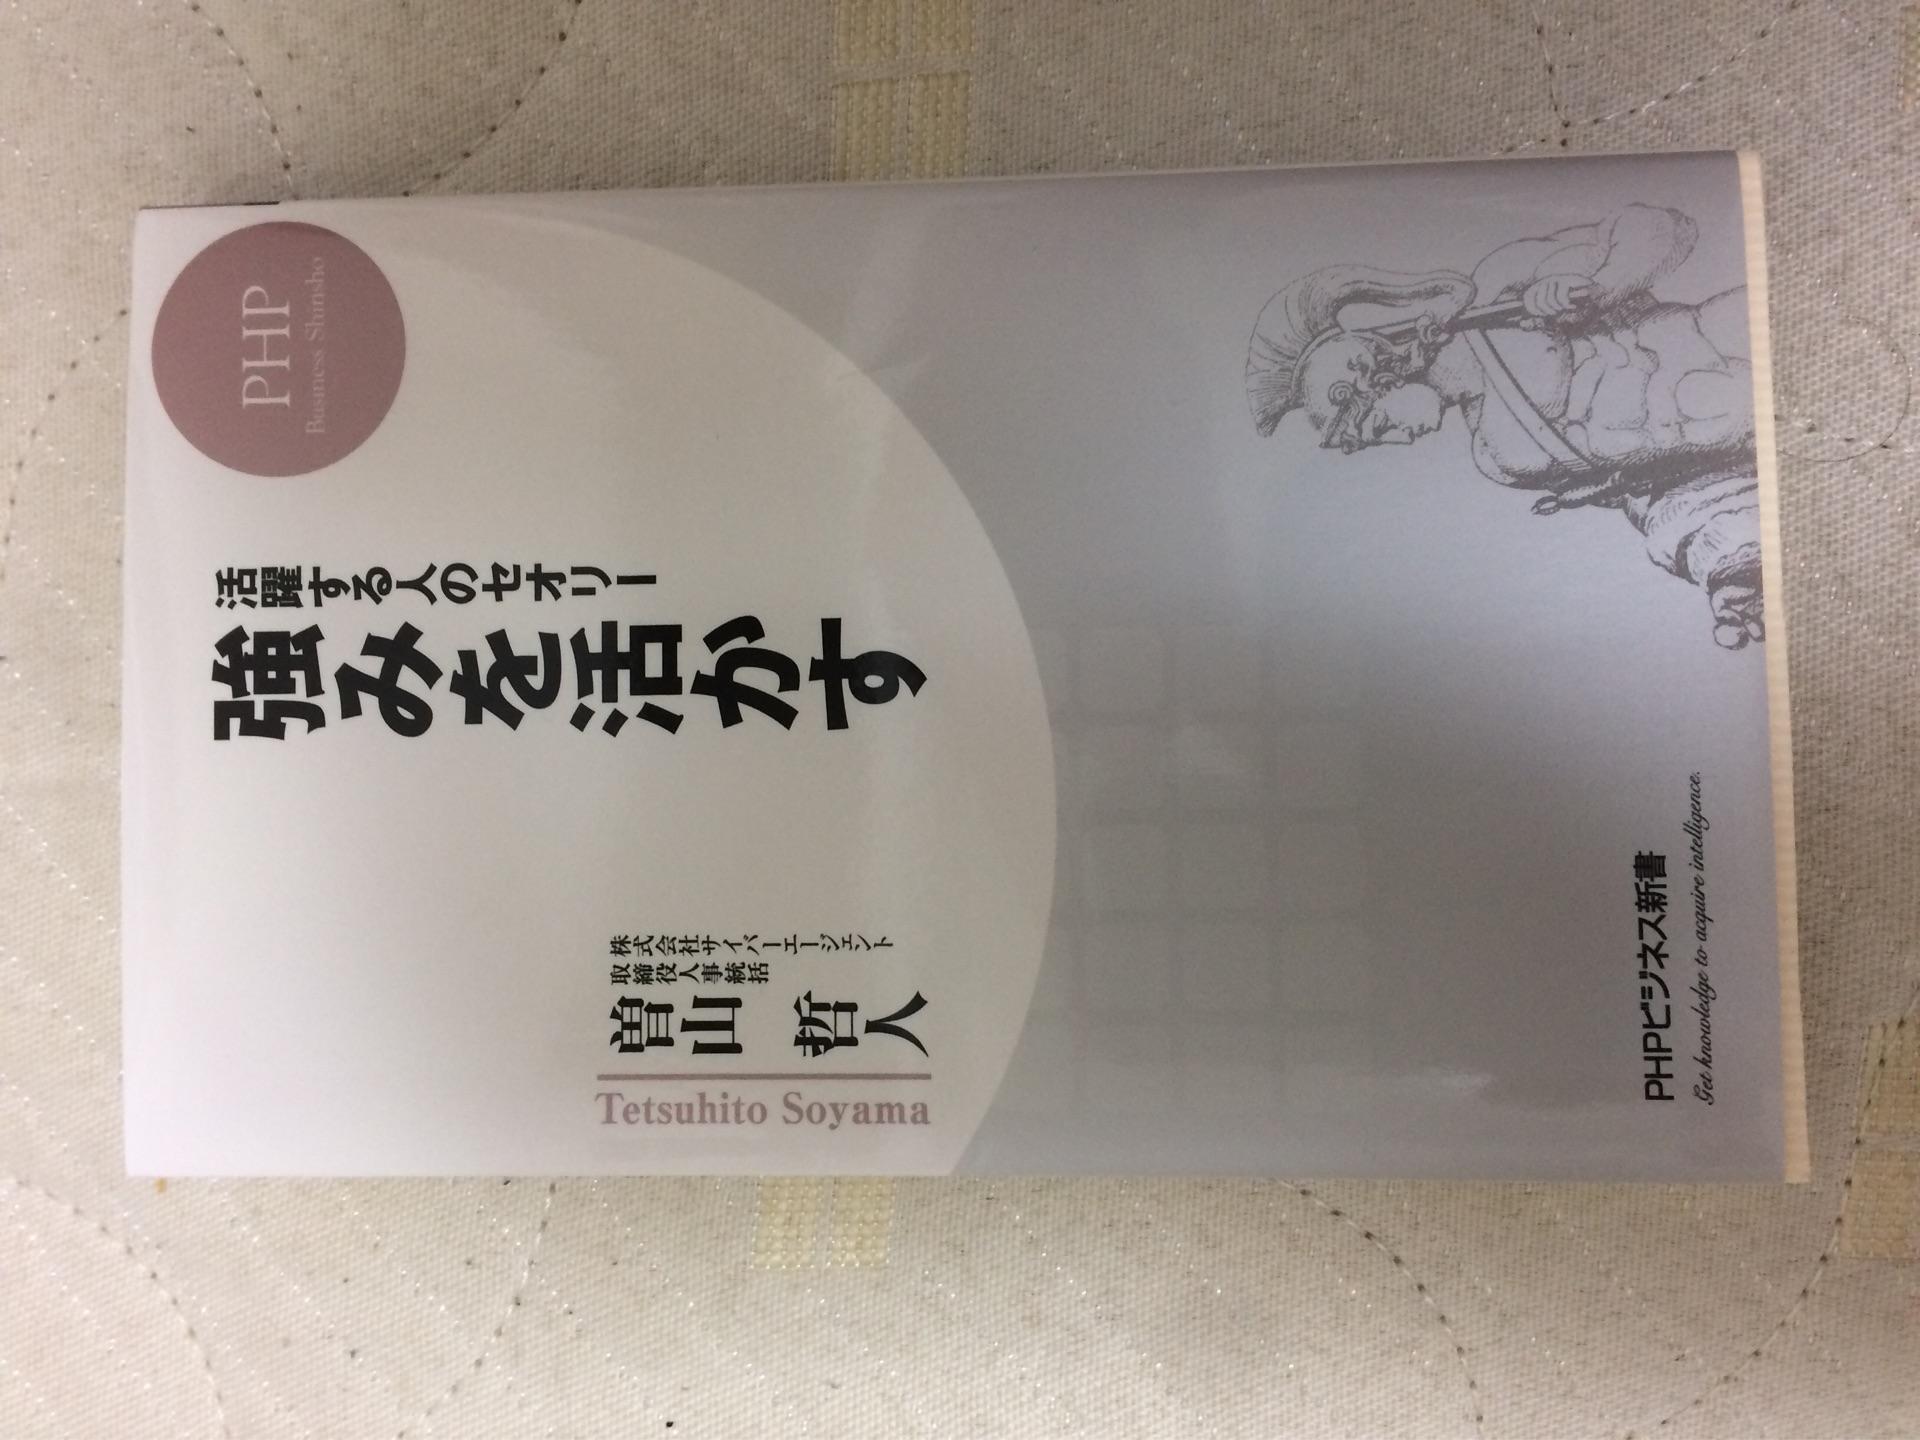 PHP
Business Shinsho
活躍する人のセオリー
強みを活かす
株式会社サイバーエージェント
取締役人事統括
曽山 哲人
Tetsuhito Soyama
PHPビジネス新書
Get knowledge to acquire intelligence.